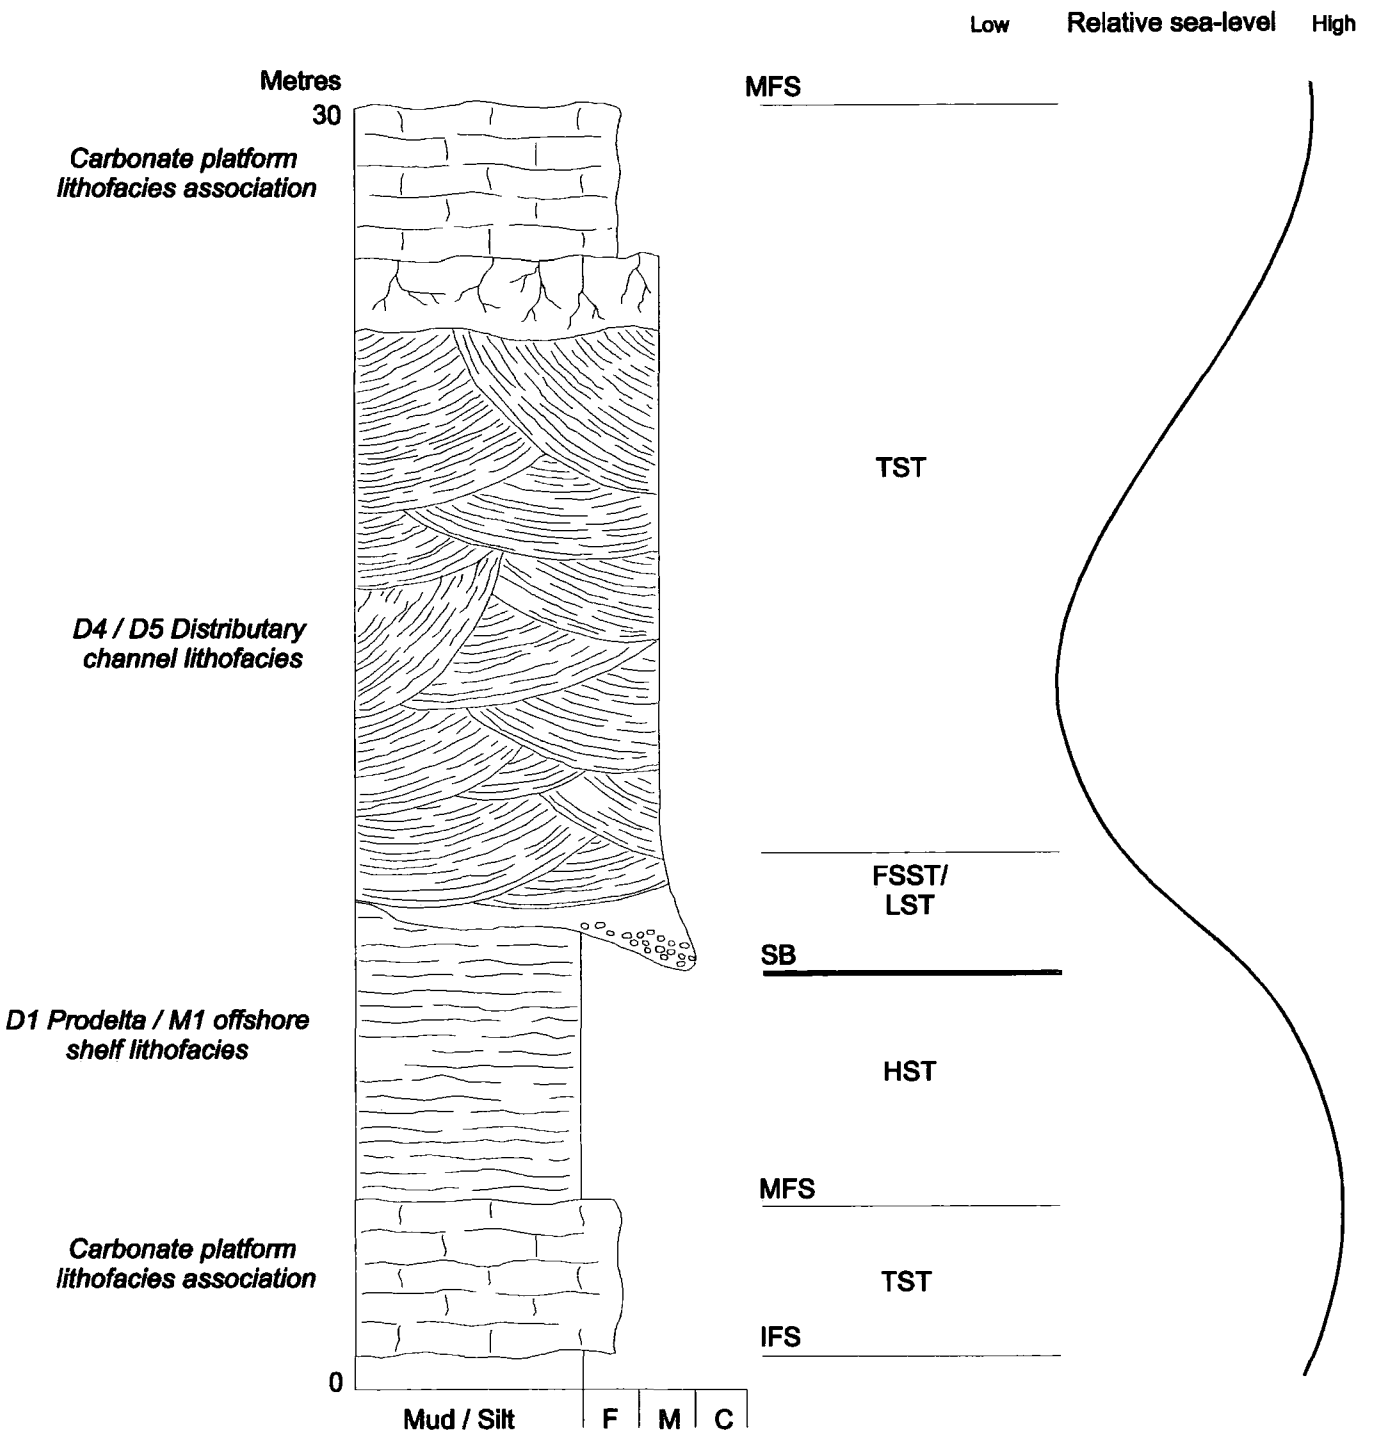 Low Relative sea-level High
Metres
30
MFS
Carbonate platform
lithofacies association
TST
D4 / D5 Distributary
channel lithofacies
FSST/
LST
SB
D1 Prodelta / M1 offshore
shelf lithofacies
HST
MFS
Carbonate platform
lithofacies association
TST
IFS
0
Mud / Silt F M C